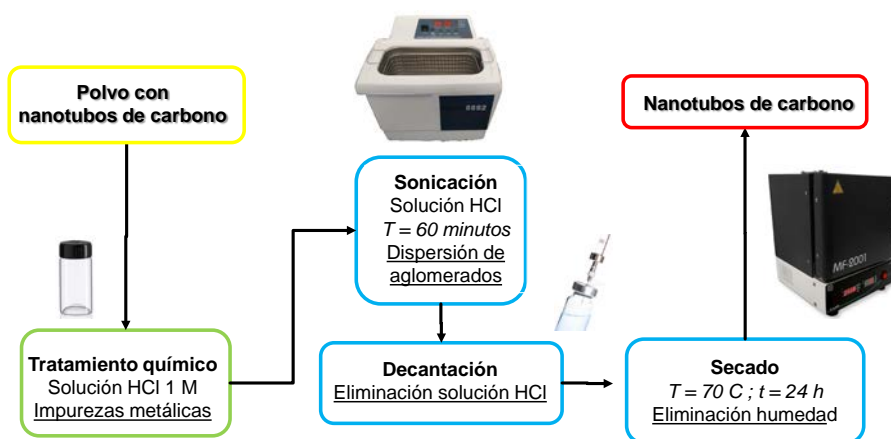 Polvo con
nanotubos de carbono
Tratamiento químico
Solución HCl 1 M
Impurezas metálicas
Sonicación
Solución HCl
T = 60 minutos
Dispersión de
aglomerados
Decantación
Eliminación solución HCl
Secado
T = 70 C ; t = 24 h
Eliminación humedad
Nanotubos de carbono
MF-2001